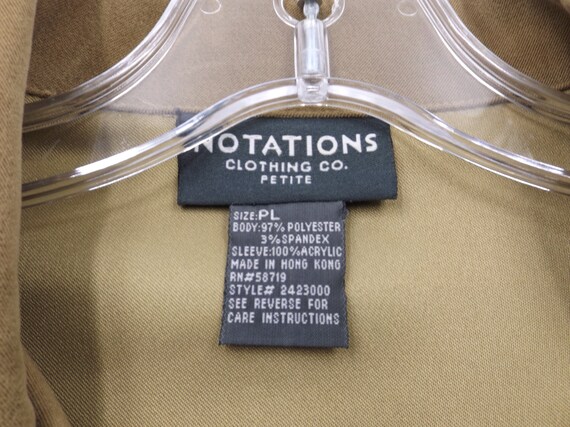 NOTATIONS
CLOTHING CO.
PETITE
SIZE:PL
BODY:97% POLYESTER
3% SPANDEX
SLEEVE:100% ACRYLIC
MADE IN HONG KONG
RN#58719
STYLE# 2423000
SEE REVERSE FOR
CARE INSTRUCTIONS